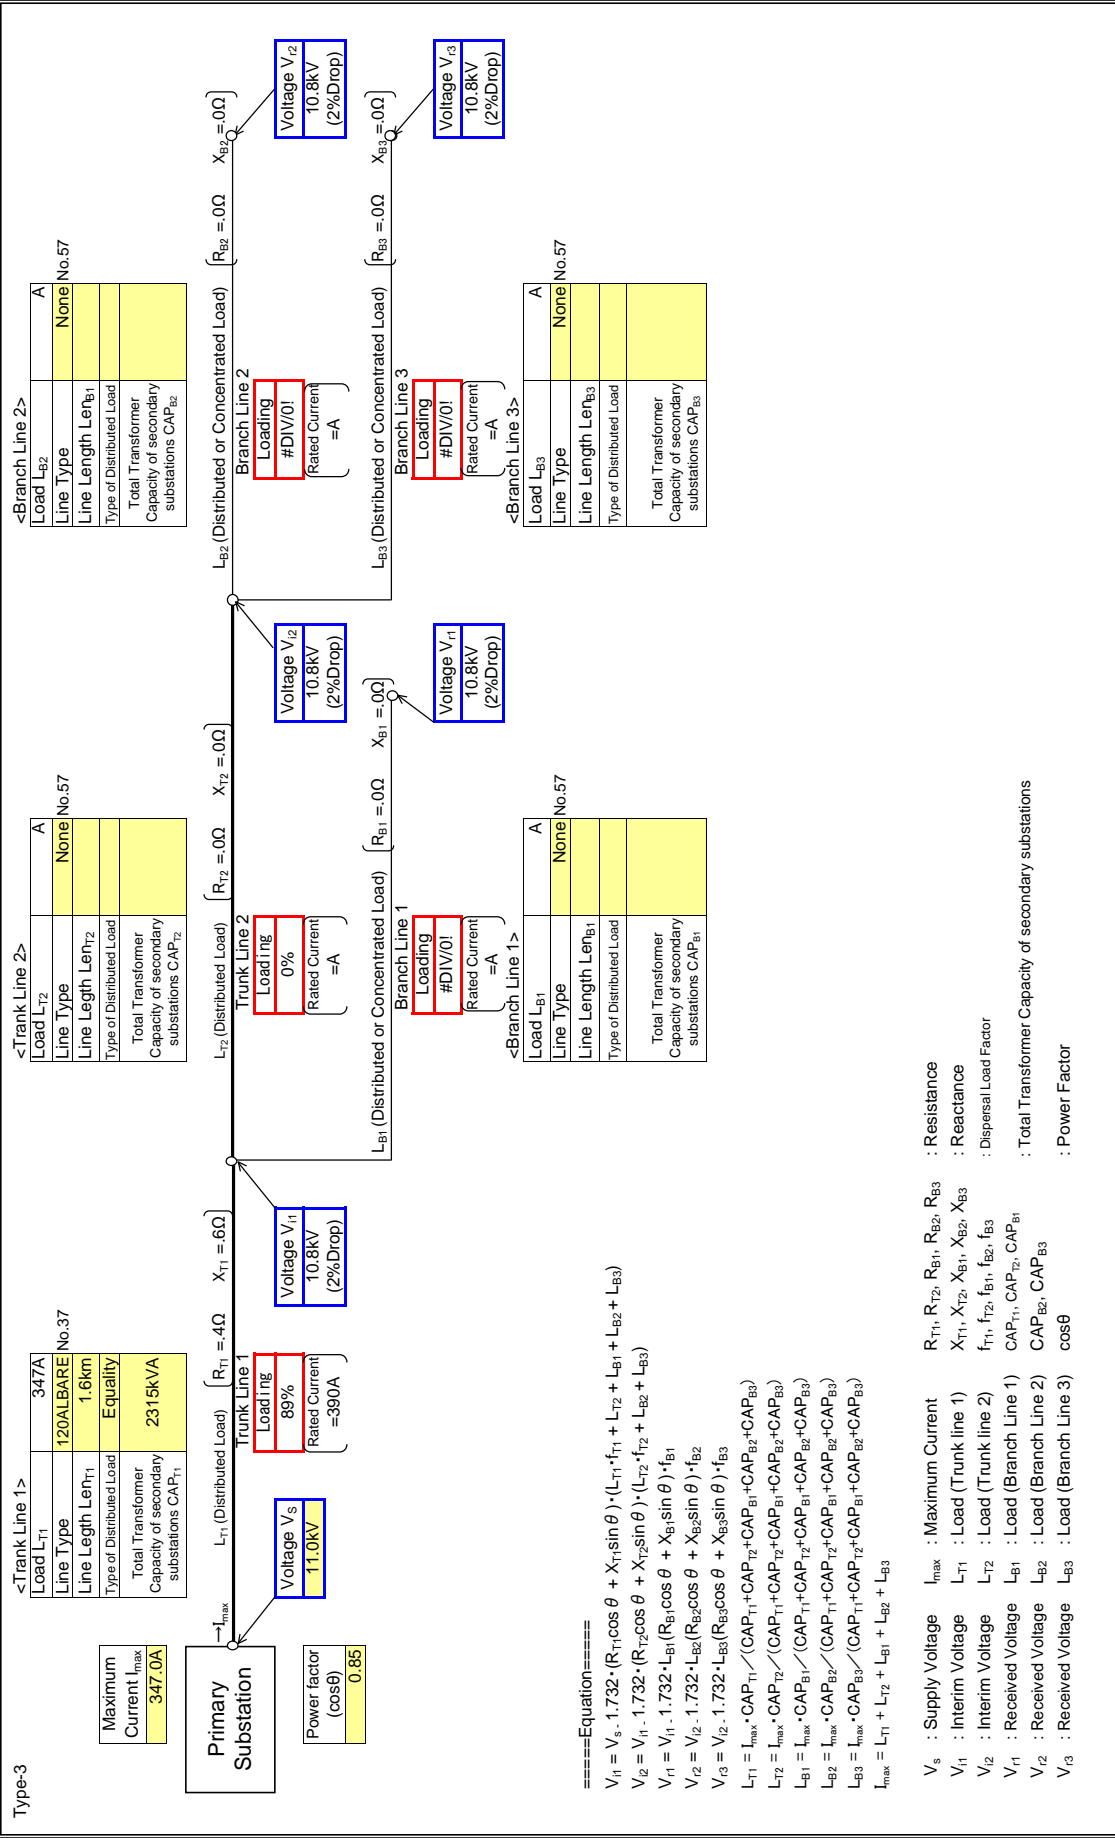 Type-3
Maximum
Current Imax
347.0A
Primary
Substation
Power factor
(cosθ)
0.85
→Imax
Voltage VS
11.0kV
<Trank Line 1>
Load LT1 347A
Line Type 120ALBARE No.37
Line Legth LenT1 1.6km
Type of Distributed Load Equality
Total Transformer
Capacity of secondary
substations CAPT1
2315kVA
LT1 (Distributed Load)
RT1 =.4Ω XT1 =.6Ω
Trunk Line 1
Loading
89%
Rated Current
=390A
Voltage Vi1
10.8kV
(2%Drop)
<Trank Line 2>
Load LT2 A
Line Type None No.57
Line Legth LenT2
Type of Distributed Load
Total Transformer
Capacity of secondary
substations CAPT2
LT2 (Distributed Load)
RT2 =.0Ω XT2 =.0Ω
Trunk Line 2
Loading
0%
Rated Current
=A
Voltage Vi2
10.8kV
(2%Drop)
LB1 (Distributed or Concentrated Load)
RB1 =.0Ω XB1 =.0Ω
Branch Line 1
Loading
#DIV/0!
Rated Current
=A
Voltage Vr1
10.8kV
(2%Drop)
<Branch Line 1>
Load LB1 A
Line Type None No.57
Line Length LenB1
Type of Distributed Load
Total Transformer
Capacity of secondary
substations CAPB1
<Branch Line 2>
Load LB2 A
Line Type None No.57
Line Length LenB1
Type of Distributed Load
Total Transformer
Capacity of secondary
substations CAPB2
LB2 (Distributed or Concentrated Load)
RB2 =.0Ω XB2 =.0Ω
Branch Line 2
Loading
#DIV/0!
Rated Current
=A
Voltage Vr2
10.8kV
(2%Drop)
LB3 (Distributed or Concentrated Load)
RB3 =.0Ω XB3 =.0Ω
Branch Line 3
Loading
#DIV/0!
Rated Current
=A
Voltage Vr3
10.8kV
(2%Drop)
<Branch Line 3>
Load LB3 A
Line Type None No.57
Line Length LenB3
Type of Distributed Load
Total Transformer
Capacity of secondary
substations CAPB3
=====Equation=====
Vi1 = Vs - 1.732・(RT1cos θ + XT1sin θ)・(LT1・fT1 + LT2 + LB1 + LB2 + LB3)
Vi2 = Vi1 - 1.732・(RT2cos θ + XT2sin θ)・(LT2・fT2 + LB2 + LB3)
Vr1 = Vi1 - 1.732・LB1(RB1cos θ + XB1sin θ)・fB1
Vr2 = Vi2 - 1.732・LB2(RB2cos θ + XB2sin θ)・fB2
Vr3 = Vi2 - 1.732・LB3(RB3cos θ + XB3sin θ)・fB3
LT1 = Imax・CAPT1／(CAPT1+CAPT2+CAPB1+CAPB2+CAPB3)
LT2 = Imax・CAPT2／(CAPT1+CAPT2+CAPB1+CAPB2+CAPB3)
LB1 = Imax・CAPB1／(CAPT1+CAPT2+CAPB1+CAPB2+CAPB3)
LB2 = Imax・CAPB2／(CAPT1+CAPT2+CAPB1+CAPB2+CAPB3)
LB3 = Imax・CAPB3／(CAPT1+CAPT2+CAPB1+CAPB2+CAPB3)
Imax = LT1 + LT2 + LB1 + LB2 + LB3
Vs : Supply Voltage Imax : Maximum Current RT1, RT2, RB1, RB2, RB3 : Resistance
Vi1 : Interim Voltage LT1 : Load (Trunk line 1) XT1, XT2, XB1, XB2, XB3 : Reactance
Vi2 : Interim Voltage LT2 : Load (Trunk line 2) fT1, fT2, fB1, fB2, fB3 : Dispersal Load Factor
Vr1 : Received Voltage LB1 : Load (Branch Line 1) CAPT1, CAPT2, CAPB1
Vr2 : Received Voltage LB2 : Load (Branch Line 2) CAPB2, CAPB3 : Total Transformer Capacity of secondary substations
Vr3 : Received Voltage LB3 : Load (Branch Line 3) cosθ : Power Factor